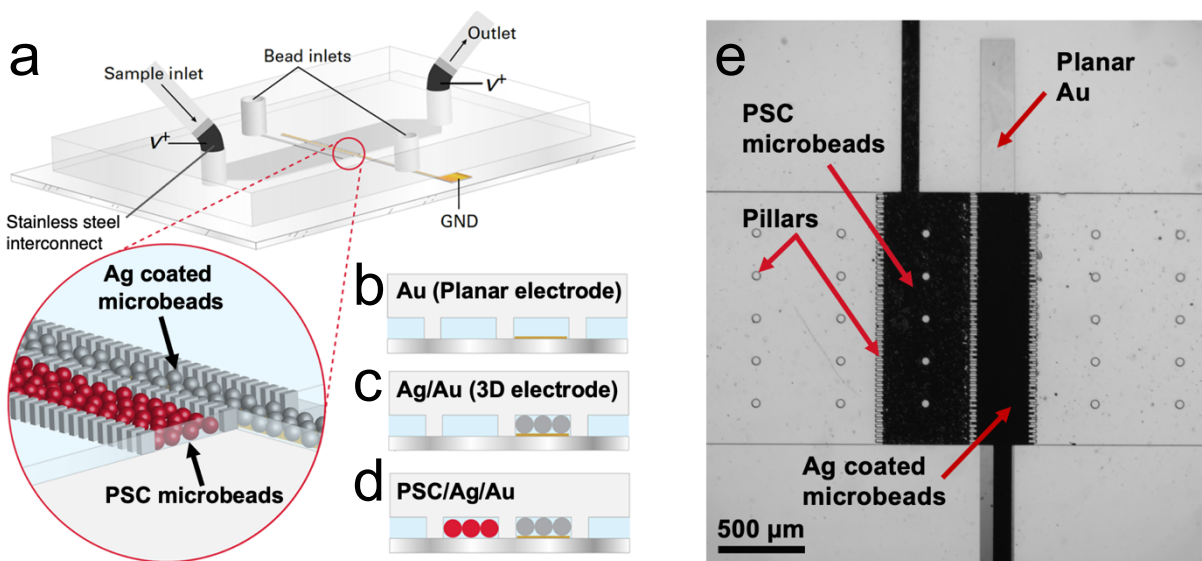 a
Sample inlet
Bead inlets
Outlet
V+
V+
Stainless steel
interconnect
GND
Ag coated
microbeads
PSC microbeads
b
Au (Planar electrode)
c
Ag/Au (3D electrode)
d
PSC/Ag/Au
e
Planar
Au
PSC
microbeads
Pillars
Ag coated
microbeads
500 µm